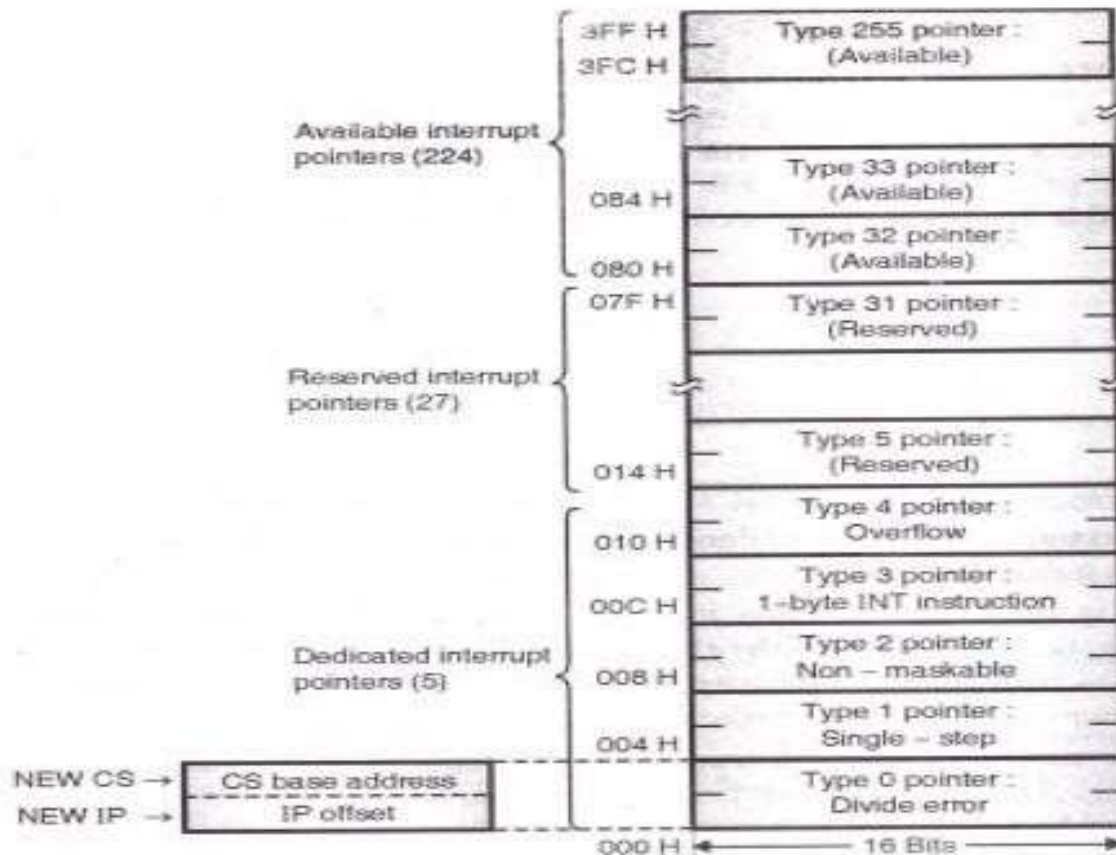 3FF H
Type 255 pointer :
(Available)
3FC H
Available interrupt
pointers (224)
Type 33 pointer :
(Available)
084 H
Type 32 pointer :
(Available)
080 H
07F H
Type 31 pointer :
(Reserved)
Reserved interrupt
pointers (27)
Type 5 pointer :
(Reserved)
014 H
Type 4 pointer :
Overflow
010 H
Type 3 pointer :
1-byte INT instruction
00C H
Dedicated interrupt
pointers (5)
Type 2 pointer :
Non - maskable
008 H
Type 1 pointer :
Single - step
004 H
NEW CS → CS base address
NEW IP → IP offset
Type 0 pointer :
Divide error
000 H
16 Bits